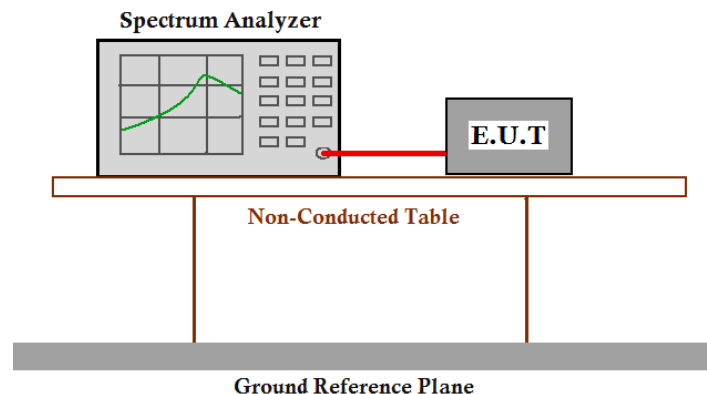 Spectrum Analyzer
E.U.T
Non-Conducted Table
Ground Reference Plane